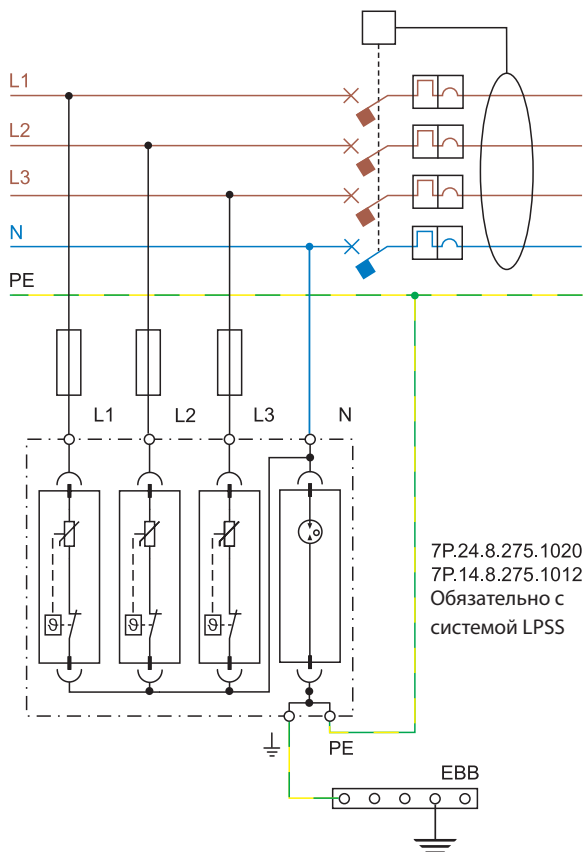 L1
L2
L3
N
PE
L1
L2
L3
N
ϑ
ϑ
ϑ
7P.24.8.275.1020
7P.14.8.275.1012
Обязательно с
системой LPSS
PE
EBB